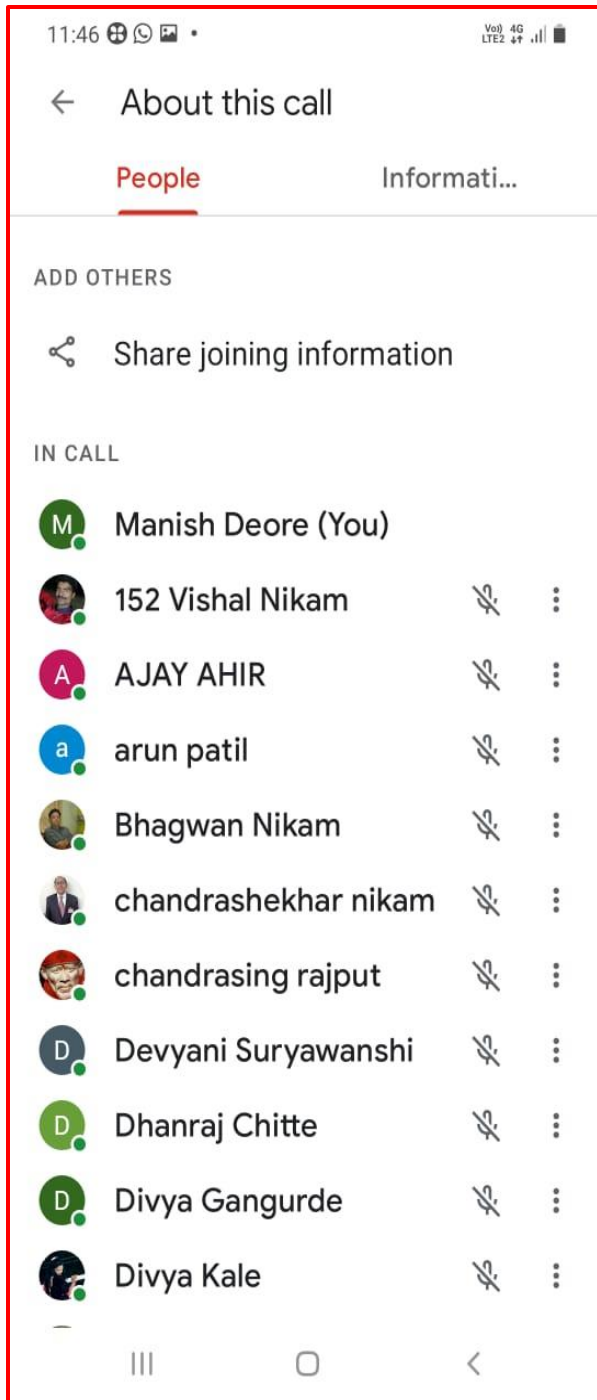 11:46
Vo)) 4G
LTE2
About this call
People
Informati...
ADD OTHERS
Share joining information
IN CALL
M
Manish Deore (You)
152 Vishal Nikam
A
AJAY AHIR
a
arun patil
Bhagwan Nikam
chandrashekhar nikam
chandrasing rajput
D
Devyani Suryawanshi
D
Dhanraj Chitte
D
Divya Gangurde
Divya Kale